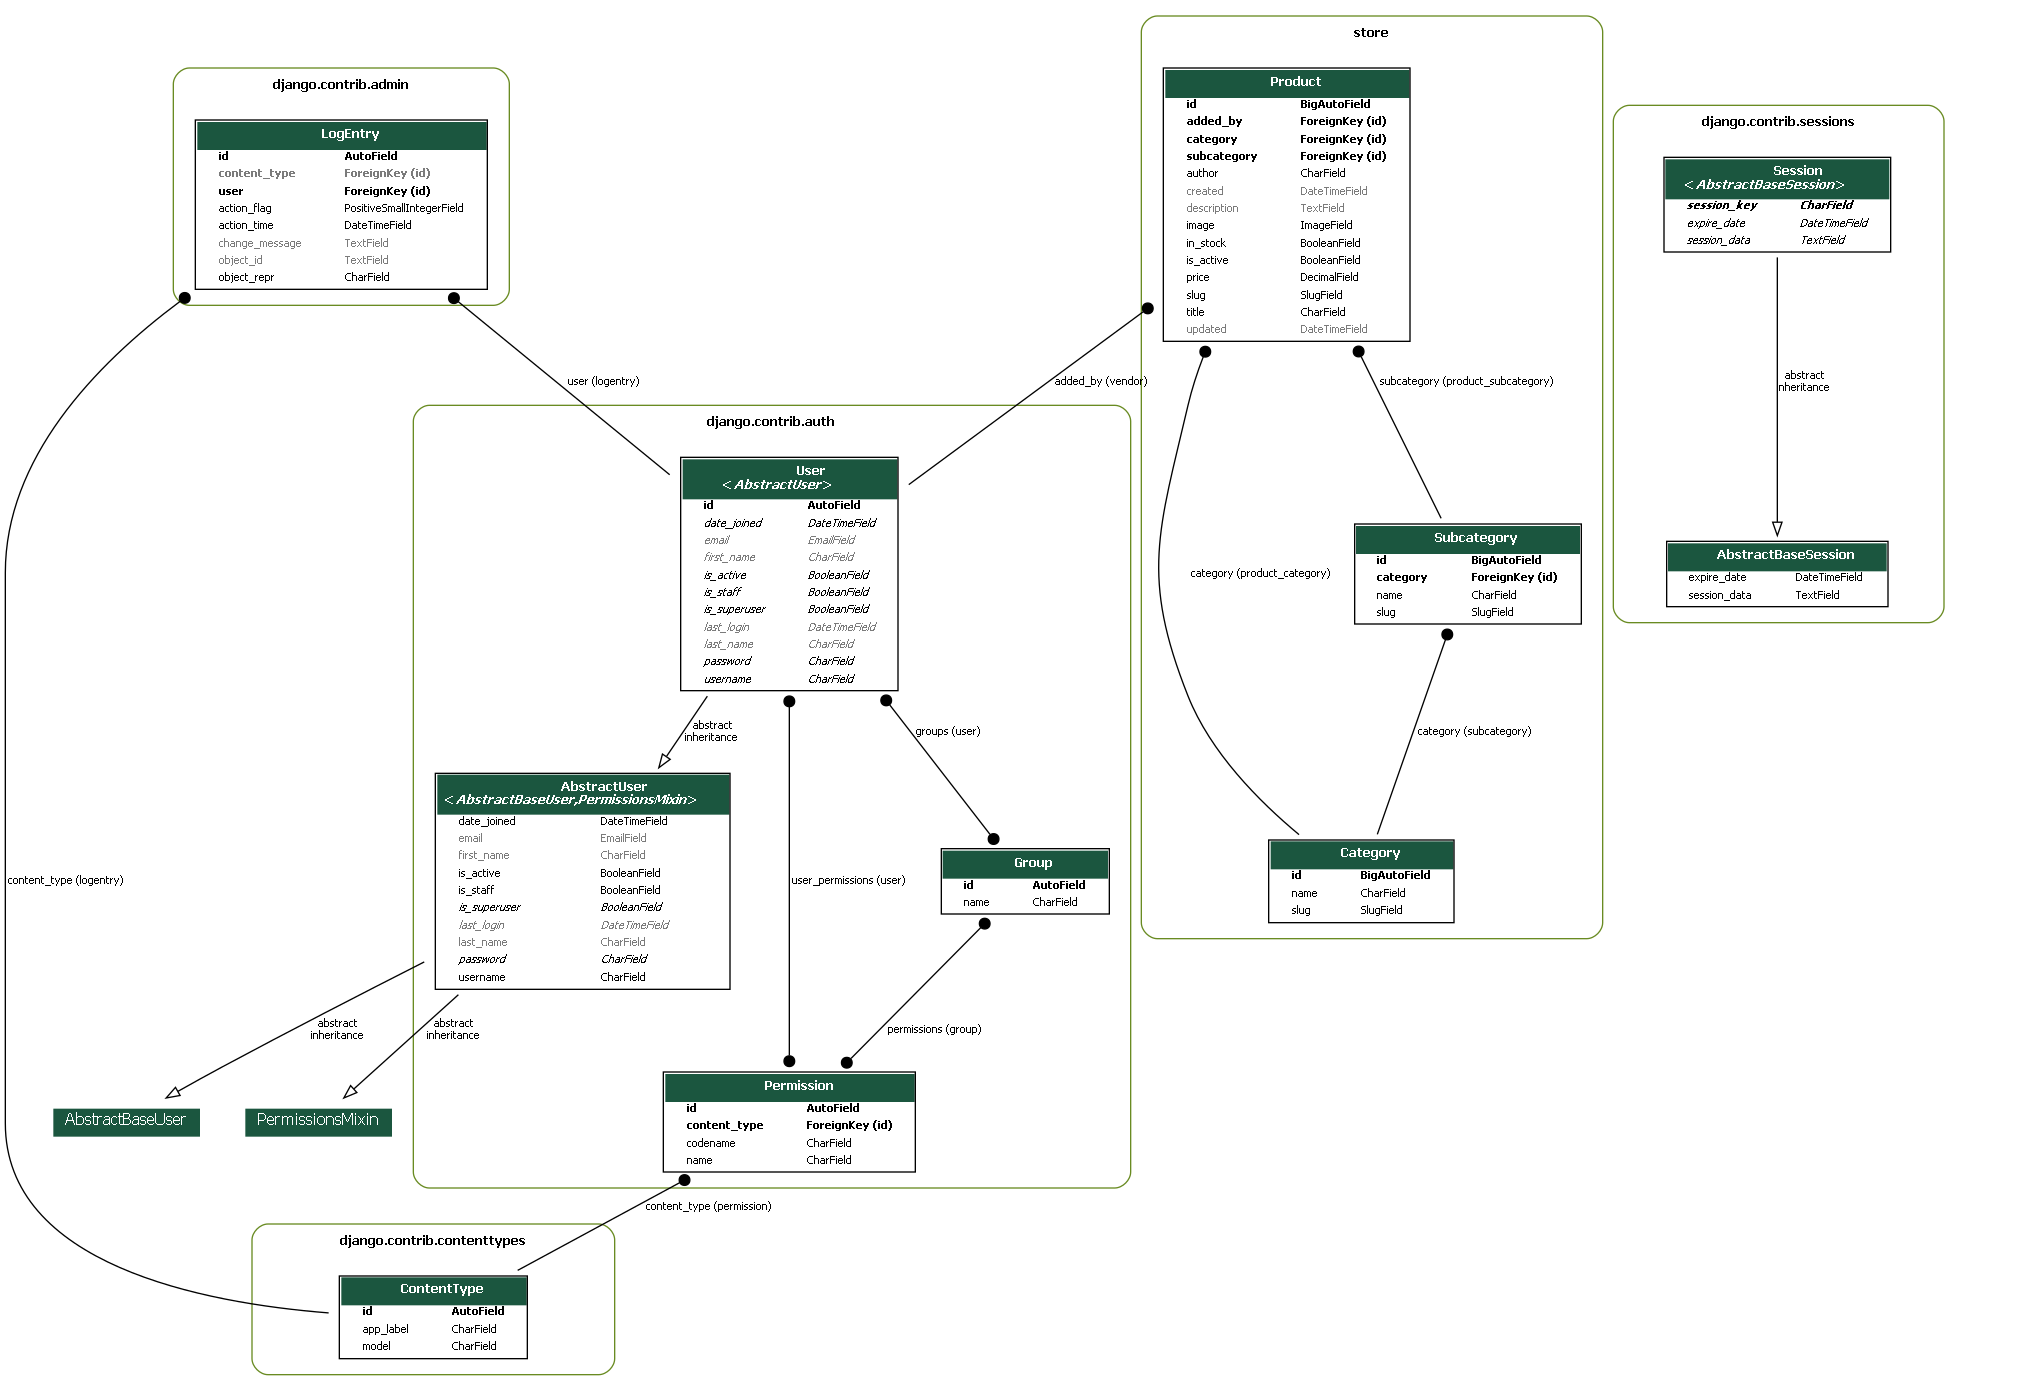 store
Product
id BigAutoField
added_by ForeignKey (id)
category ForeignKey (id)
subcategory ForeignKey (id)
author CharField
created DateTimeField
description TextField
image ImageField
in_stock BooleanField
is_active BooleanField
price DecimalField
slug SlugField
title CharField
updated DateTimeField
django.contrib.admin
LogEntry
id AutoField
content_type ForeignKey (id)
user ForeignKey (id)
action_flag PositiveSmallIntegerField
action_time DateTimeField
change_message TextField
object_id TextField
object_repr CharField
django.contrib.sessions
Session
<AbstractBaseSession>
session_key CharField
expire_date DateTimeField
session_data TextField
user (logentry)
added_by (vendor)
subcategory (product_subcategory)
abstract
nheritance
django.contrib.auth
User
<AbstractUser>
id AutoField
date_joined DateTimeField
email EmailField
first_name CharField
is_active BooleanField
is_staff BooleanField
is_superuser BooleanField
last_login DateTimeField
last_name CharField
password CharField
username CharField
category (product_category)
Subcategory
id BigAutoField
category ForeignKey (id)
name CharField
slug SlugField
AbstractBaseSession
expire_date DateTimeField
session_data TextField
abstract
inheritance
groups (user)
category (subcategory)
AbstractUser
<AbstractBaseUser,PermissionsMixin>
date_joined DateTimeField
email EmailField
first_name CharField
is_active BooleanField
is_staff BooleanField
is_superuser BooleanField
last_login DateTimeField
last_name CharField
password CharField
username CharField
content_type (logentry)
user_permissions (user)
Group
id AutoField
name CharField
Category
id BigAutoField
name CharField
slug SlugField
abstract
inheritance
abstract
inheritance
permissions (group)
AbstractBaseUser
PermissionsMixin
Permission
id AutoField
content_type ForeignKey (id)
codename CharField
name CharField
content_type (permission)
django.contrib.contenttypes
ContentType
id AutoField
app_label CharField
model CharField